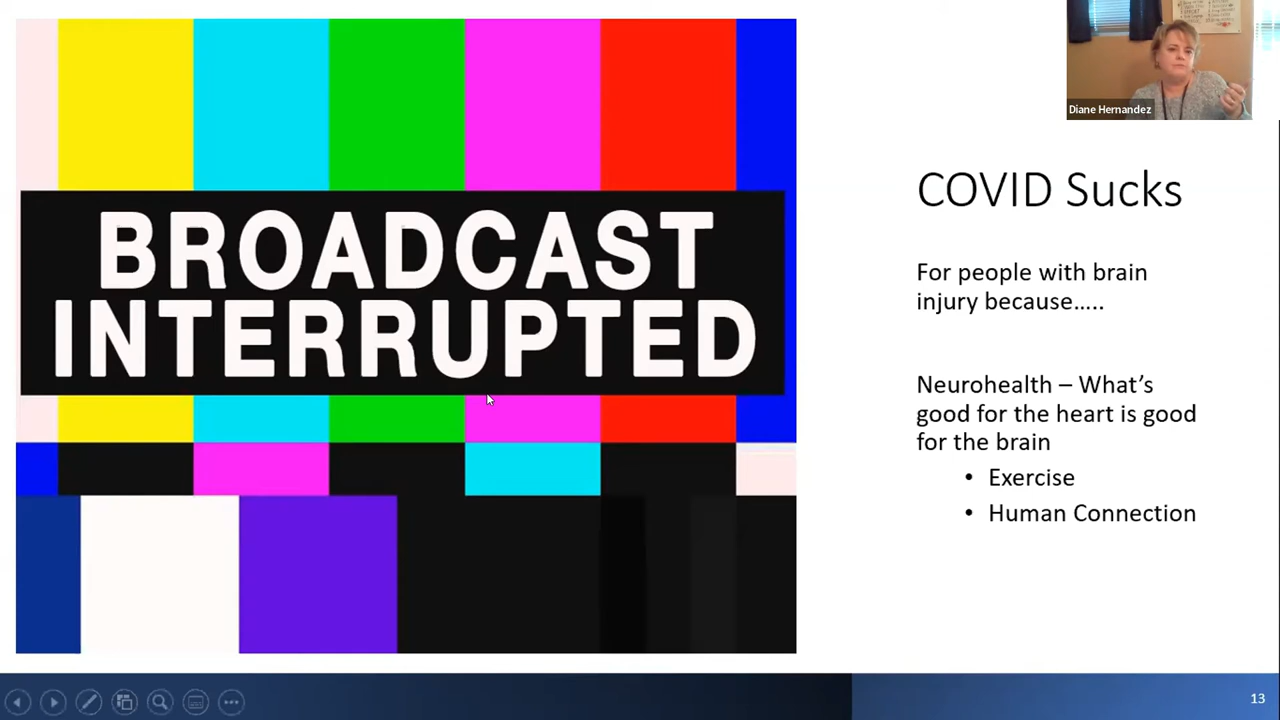 Diane Hernandez
BROADCAST
INTERRUPTED
COVID Sucks
For people with brain
injury because.....
Neurohealth – What's
good for the heart is good
for the brain
• Exercise
• Human Connection
13